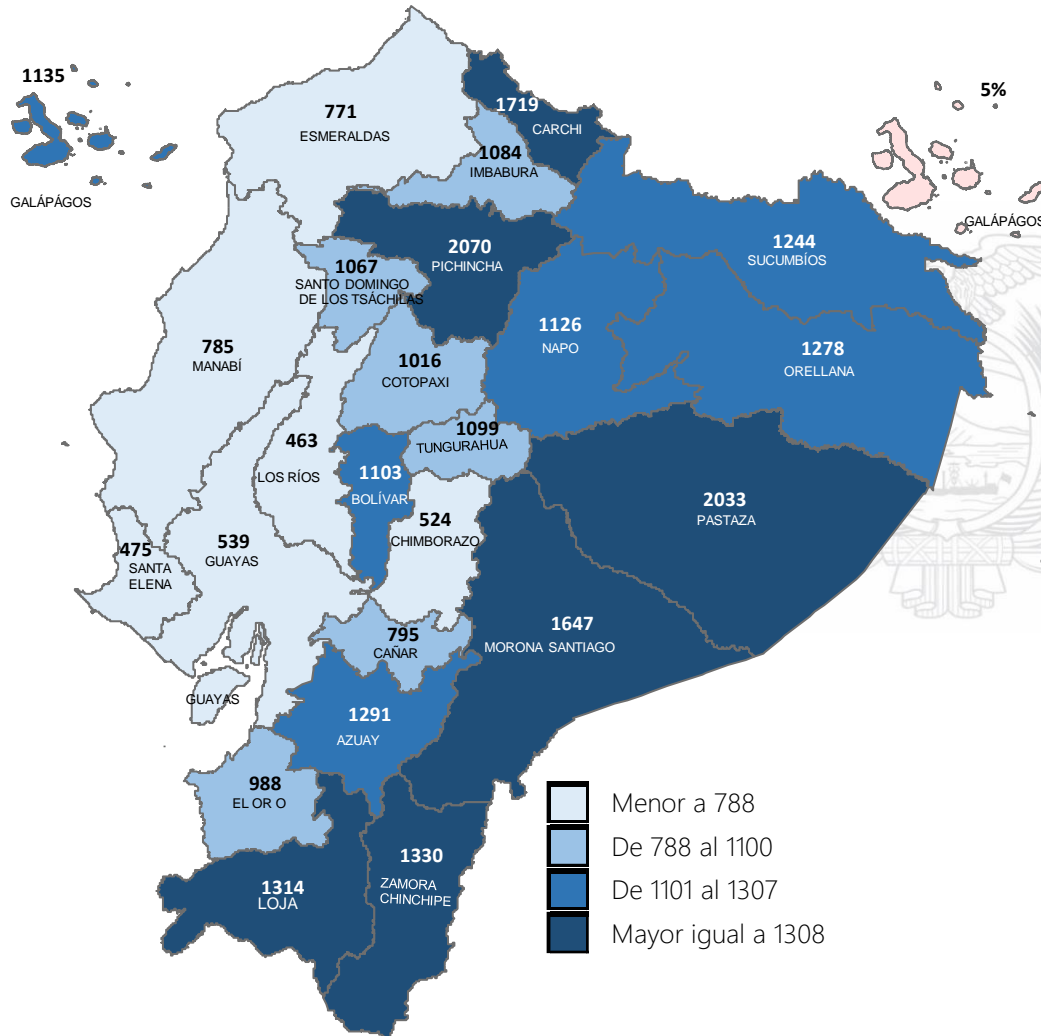 1135
GALÁPÁGOS
771
ESMERALDAS
1719
CARCHI
1084
IMBABURA
5%
GALÁPÁGOS
2070
PICHINCHA
1244
SUCUMBÍOS
1067
SANTO DOMINGO
DE LOS TSÁCHILAS
785
MANABÍ
1126
NAPO
1278
ORELLANA
1016
COTOPAXI
463
LOS RÍOS
1099
TUNGURAHUA
1103
BOLÍVAR
2033
PASTAZA
524
CHIMBORAZO
475
SANTA
ELENA
539
GUAYAS
1647
MORONA SANTIAGO
795
CAÑAR
GUAYAS
1291
AZUAY
988
EL OR O
1330
ZAMORA
CHINCHIPE
1314
LOJA
Menor a 788
De 788 al 1100
De 1101 al 1307
Mayor igual a 1308